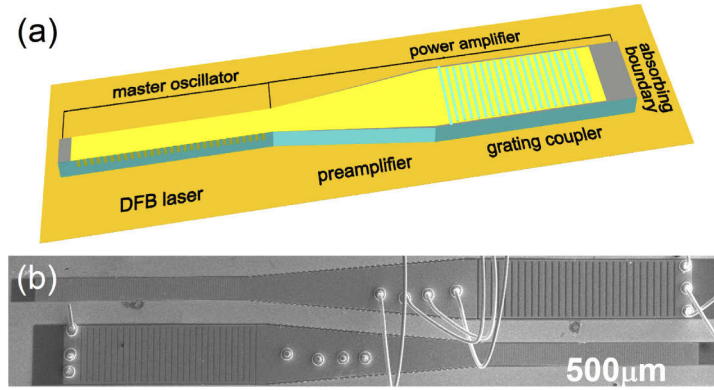 (a)
power amplifier
master oscillator
absorbing
boundary
grating coupler
preamplifier
DFB laser
(b)
500μm